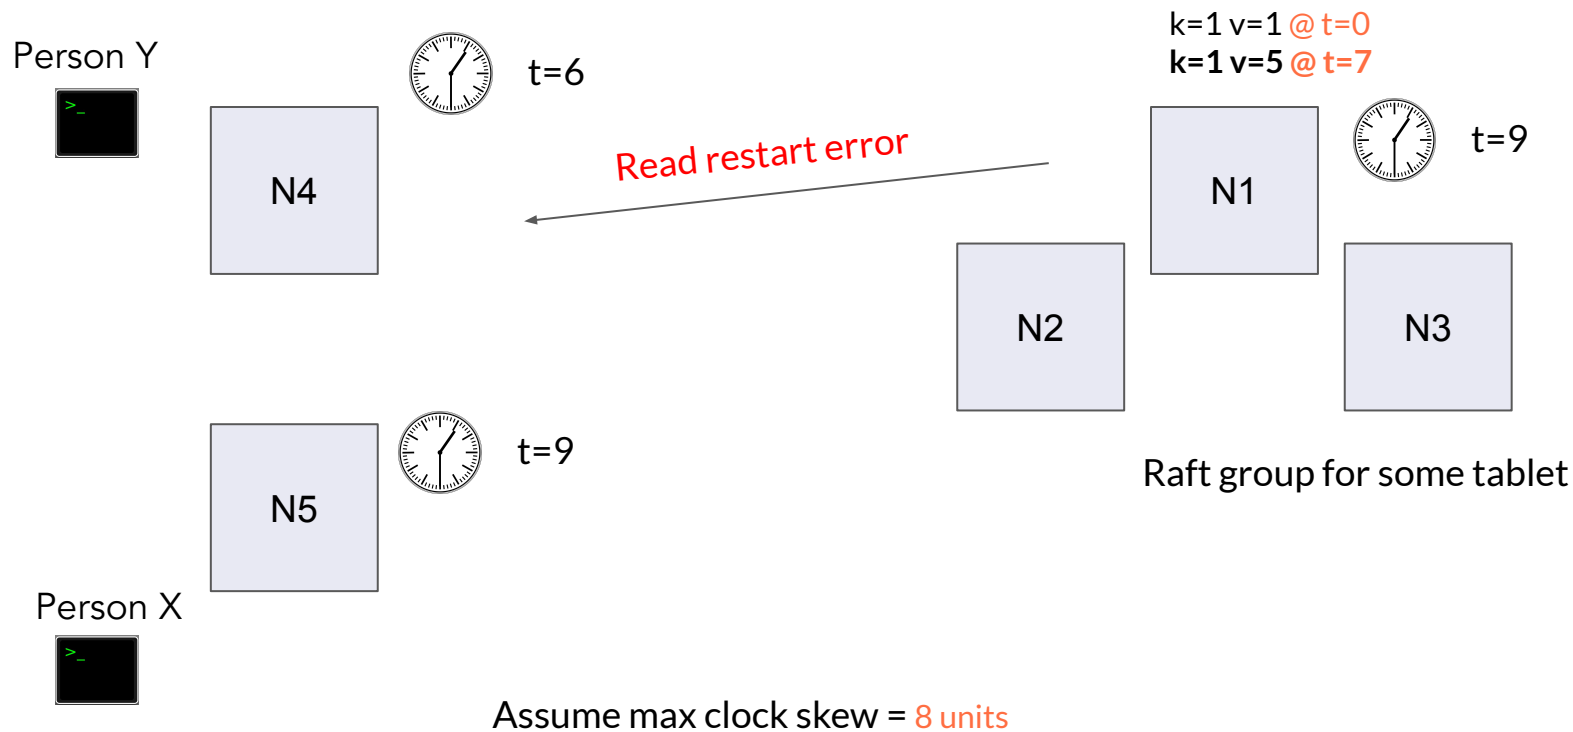 k=1 v=1 @ t=0
Person Y
t=6
k=1 v=5 @ t=7
>_
Read restart error
t=9
N4
N1
N2
N3
t=9
Raft group for some tablet
N5
Person X
>_
Assume max clock skew = 8 units